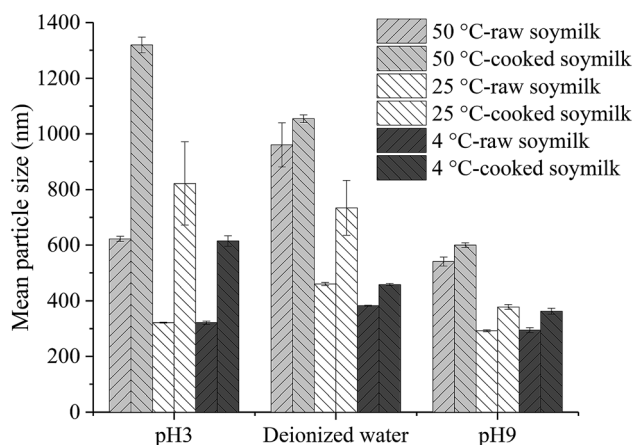 1400
1200
1000
800
600
400
200
0
Mean particle size (nm)
50 °C-raw soymilk
50 °C-cooked soymilk
25 °C-raw soymilk
25 °C-cooked soymilk
4 °C-raw soymilk
4 °C-cooked soymilk
pH3 Deionized water pH9